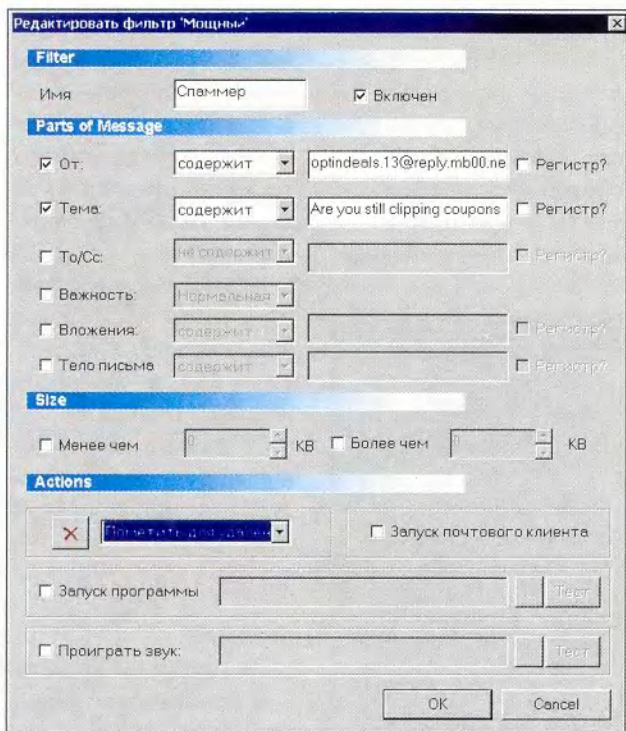 Редактировать фильтр 'Мощный'
Filter
Имя Спаммер Включен
Parts of Message
От: содержит optindeals.13@reply.mb00.ne Регистр?
Тема: содержит Are you still clipping coupons Регистр?
To/Cc: не содержит Регистр?
Важность: Нормальная
Вложения: содержит Регистр?
Тело письма содержит Регистр?
Size
Менее чем 0 KB Более чем 0 KB
Actions
Пометить для удален Запуск почтового клиента
Запуск программы Тест
Проиграть звук: Тест
OK Cancel